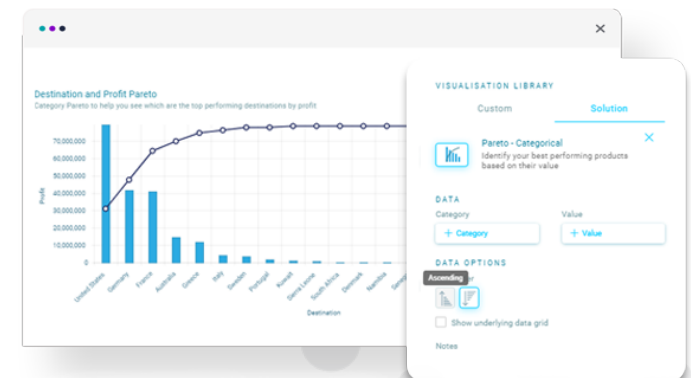 Destination and Profit Pareto
Category Pareto to help you see which are the top performing destinations by profit
70,000,000
60,000,000
50,000,000
40,000,000
30,000,000
20,000,000
10,000,000
0
Profit
United States
Germany
France
Australia
Greece
Italy
Sweden
Portugal
Kuwait
Sierra Leone
South Africa
Denmark
Namibia
Destination
VISUALISATION LIBRARY
Custom
Solution
Pareto - Categorical
Identify your best performing products
based on their value
DATA
Category
Value
+ Category
+ Value
DATA OPTIONS
Ascending
Show underlying data grid
Notes